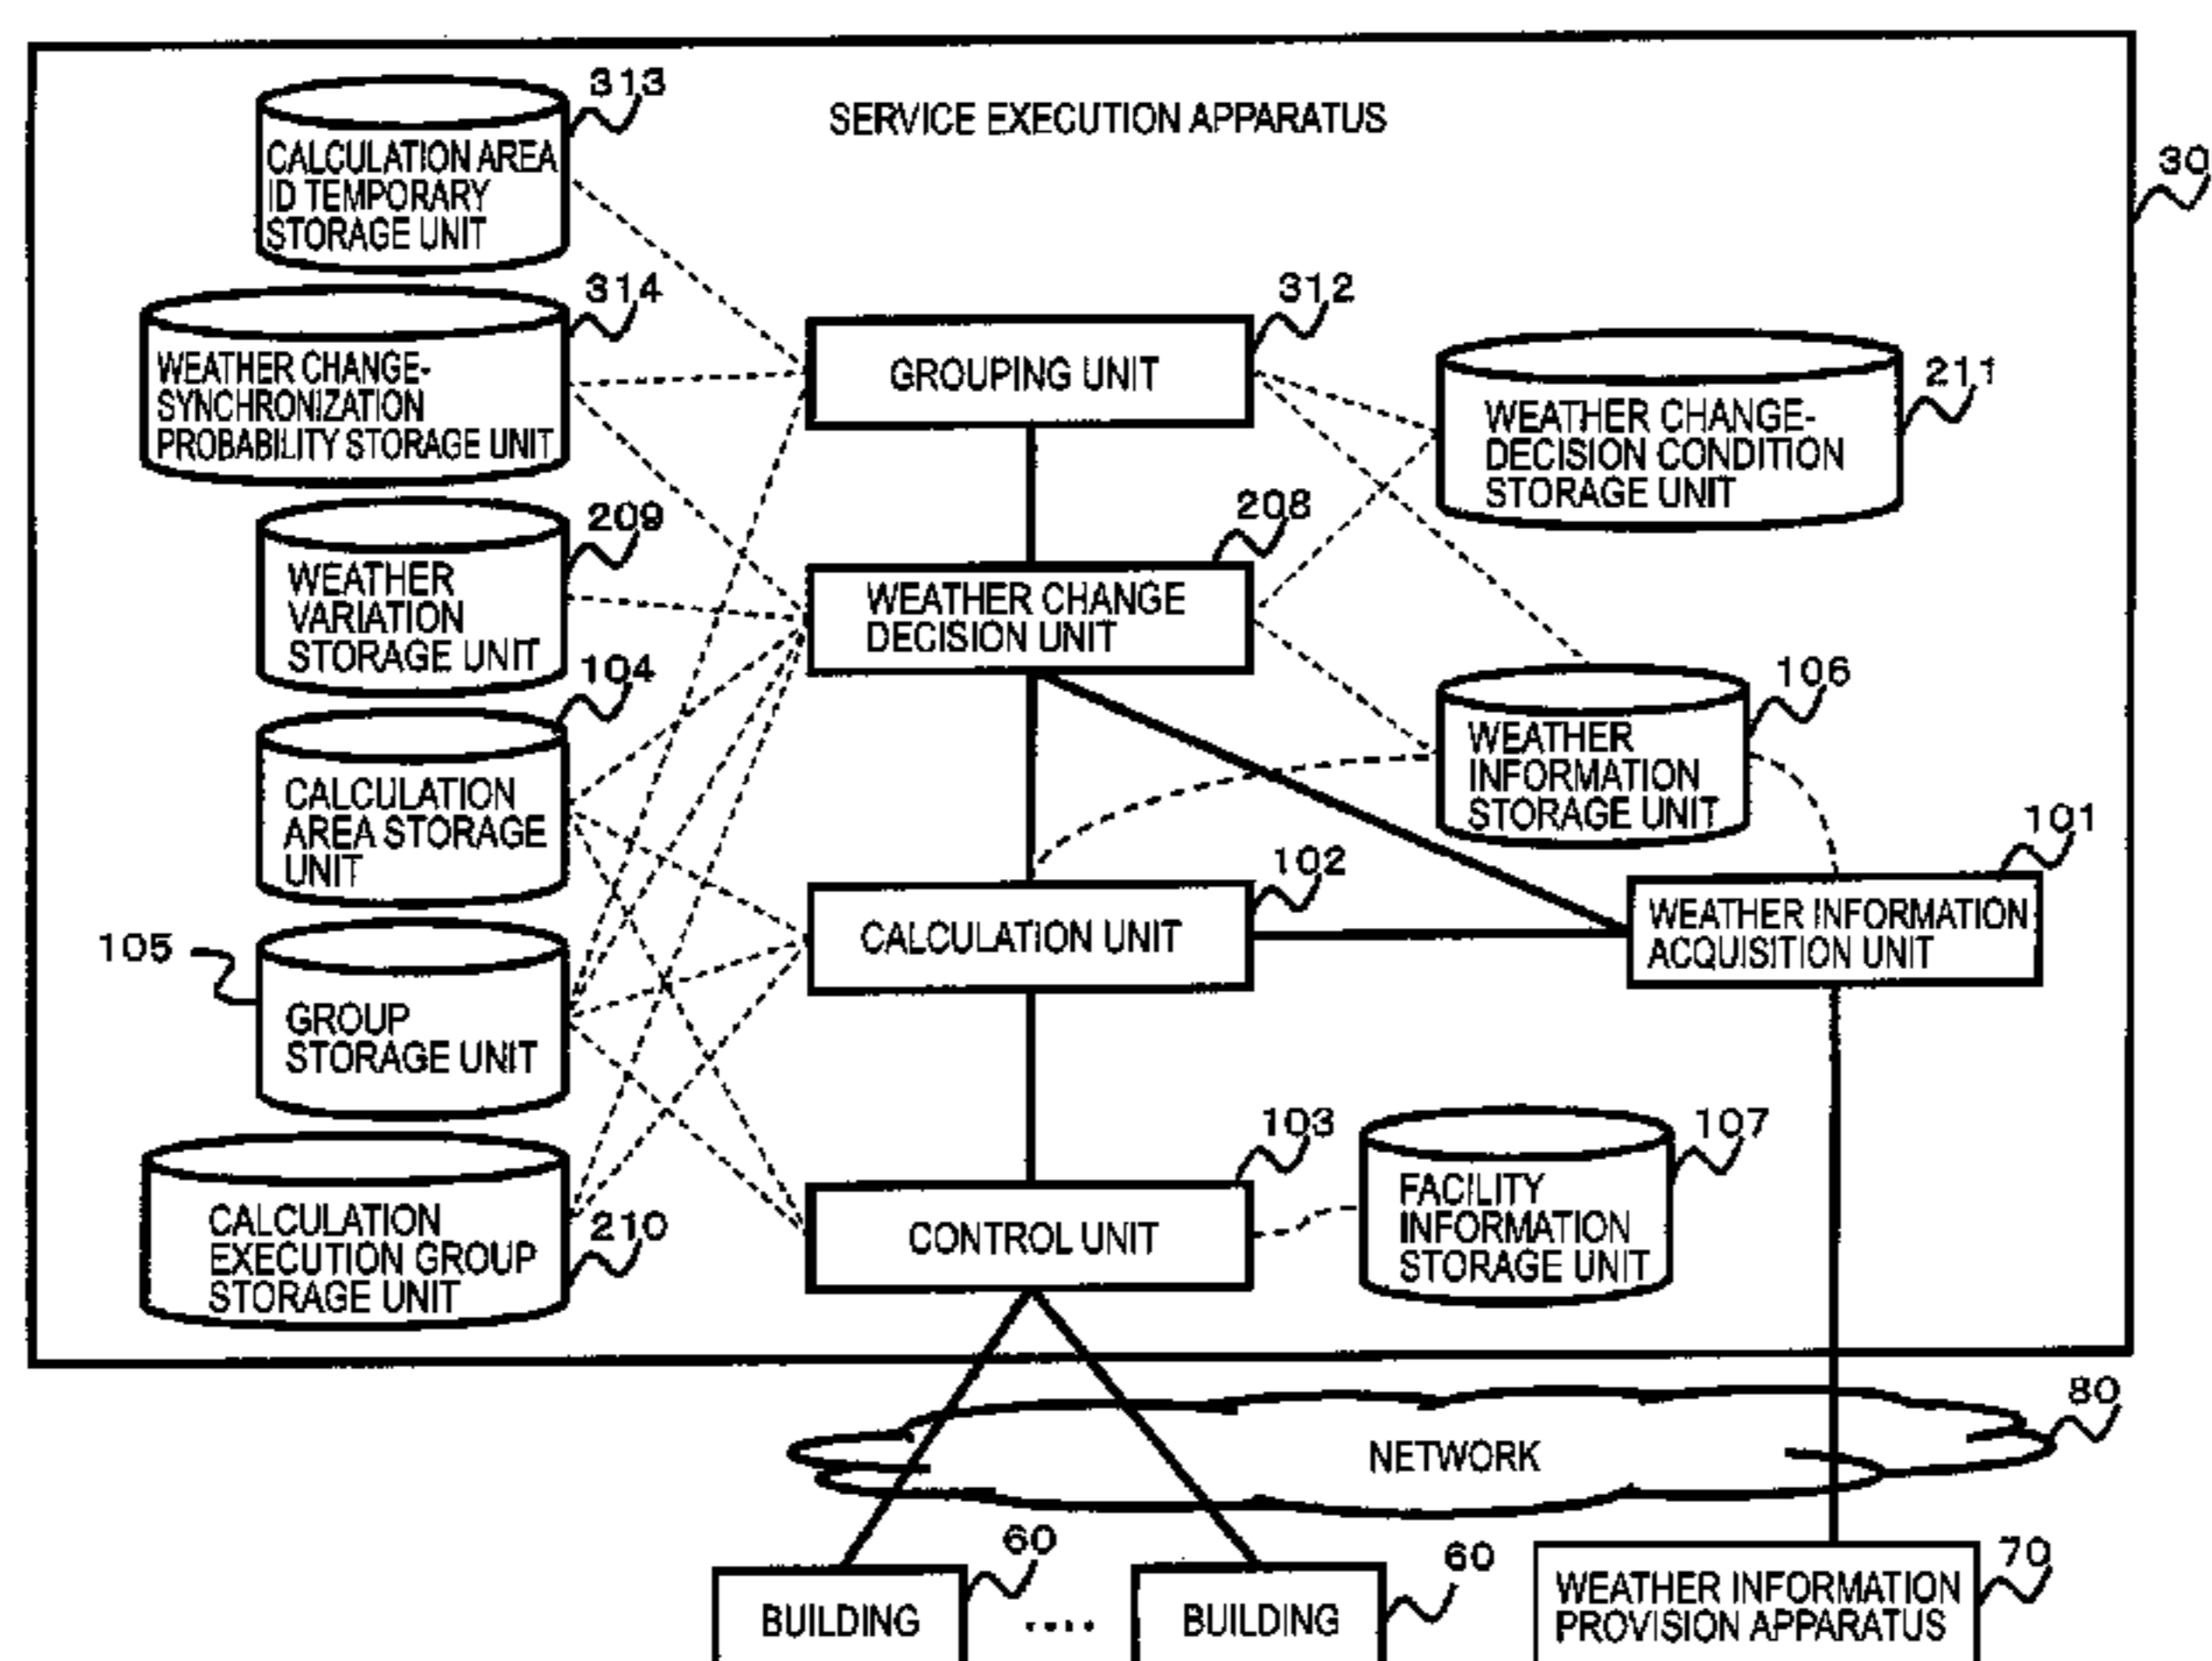 313
SERVICE EXECUTION APPARATUS
CALCULATION AREA
ID TEMPORARY
STORAGE UNIT
30
314
WEATHER CHANGE-
SYNCHRONIZATION
PROBABILITY STORAGE UNIT
312
GROUPING UNIT
211
WEATHER CHANGE-
DECISION CONDITION
STORAGE UNIT
209
WEATHER
VARIATION
STORAGE UNIT
208
WEATHER CHANGE
DECISION UNIT
104
CALCULATION
AREA STORAGE
UNIT
106
WEATHER
INFORMATION
STORAGE UNIT
101
WEATHER INFORMATION
ACQUISITION UNIT
102
CALCULATION UNIT
105
GROUP
STORAGE UNIT
103
CONTROL UNIT
107
FACILITY
INFORMATION
STORAGE UNIT
CALCULATION
EXECUTION GROUP
STORAGE UNIT
210
80
NETWORK
60
BUILDING
....
60
BUILDING
70
WEATHER INFORMATION
PROVISION APPARATUS